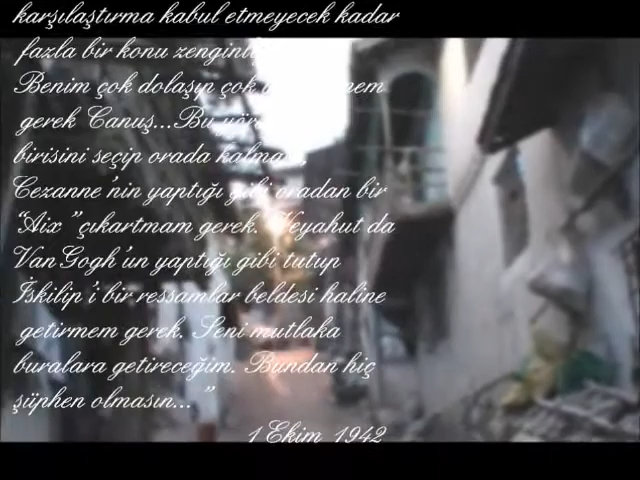 karşılaştırma kabul etmeyecek kadar
fazla bir konu
Benim çok dolaşıp çok
gerek Canuş...Bu
birisini seçip orada
Cezanne'nin yaptığı gibi oradan bir
“Aix” çıkartmam gerek. Veyahut da
Van Gogh'un yaptığı gibi tutup
İskilip'i bir ressamlar beldesi haline
getirmem gerek. Seni mutlaka
buralara getireceğim. Bundan hiç
şüphen olmasın... ”
1 Ekim 1942